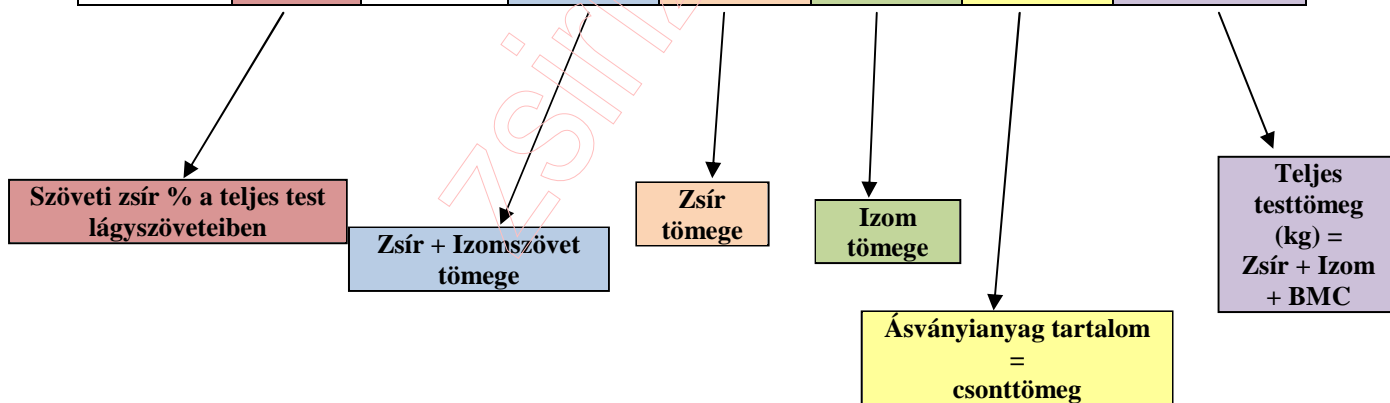 Szöveti zsír % a teljes test
lágyszöveteiben
Zsír + Izomszövet
tömege
Zsír
tömege
Izom
tömege
Ásványianyag tartalom
=
csonttömeg
Teljes
testtömeg
(kg) =
Zsír + Izom
+ BMC